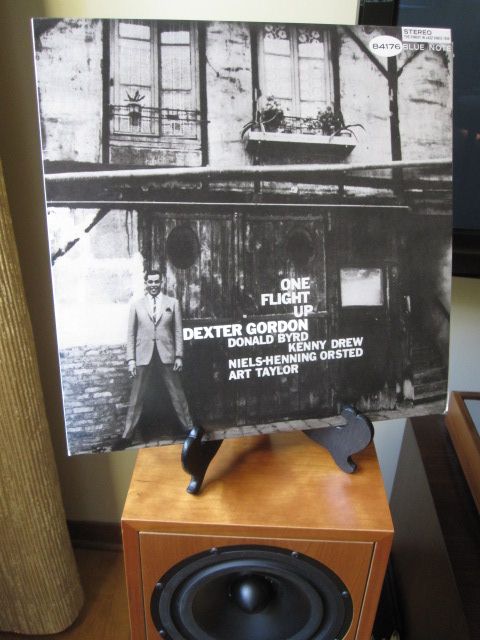 STEREO
84176
BLUE NOTE
ONE
FLIGHT
UP
DEXTER GORDON
DONALD BYRD
KENNY DREW
NIELS-HENNING ORSTED
ART TAYLOR